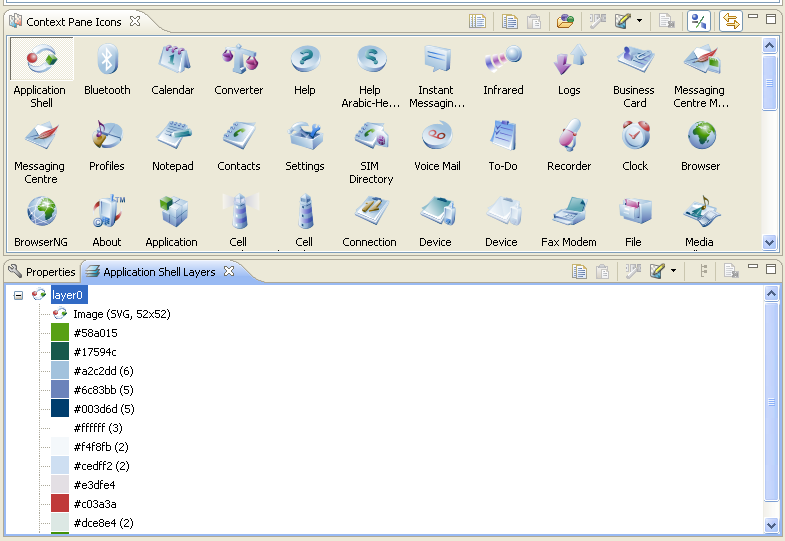 Context Pane Icons
Application Shell
Bluetooth
Calendar
Converter
Help
Help Arabic-He...
Instant Messagin...
Infrared
Logs
Business Card
Messaging Centre M...
Messaging Centre
Profiles
Notepad
Contacts
Settings
SIM Directory
Voice Mail
To-Do
Recorder
Clock
Browser
BrowserNG
About
Application
Cell
Cell
Connection
Device
Device
Fax Modem
File
Media
Properties
Application Shell Layers
layer0
Image (SVG, 52x52)
#58a015
#17594c
#a2c2dd (6)
#6c83bb (5)
#003d6d (5)
#ffffff (3)
#f4f8fb (2)
#cedff2 (2)
#e3dfe4
#c03a3a
#dce8e4 (2)